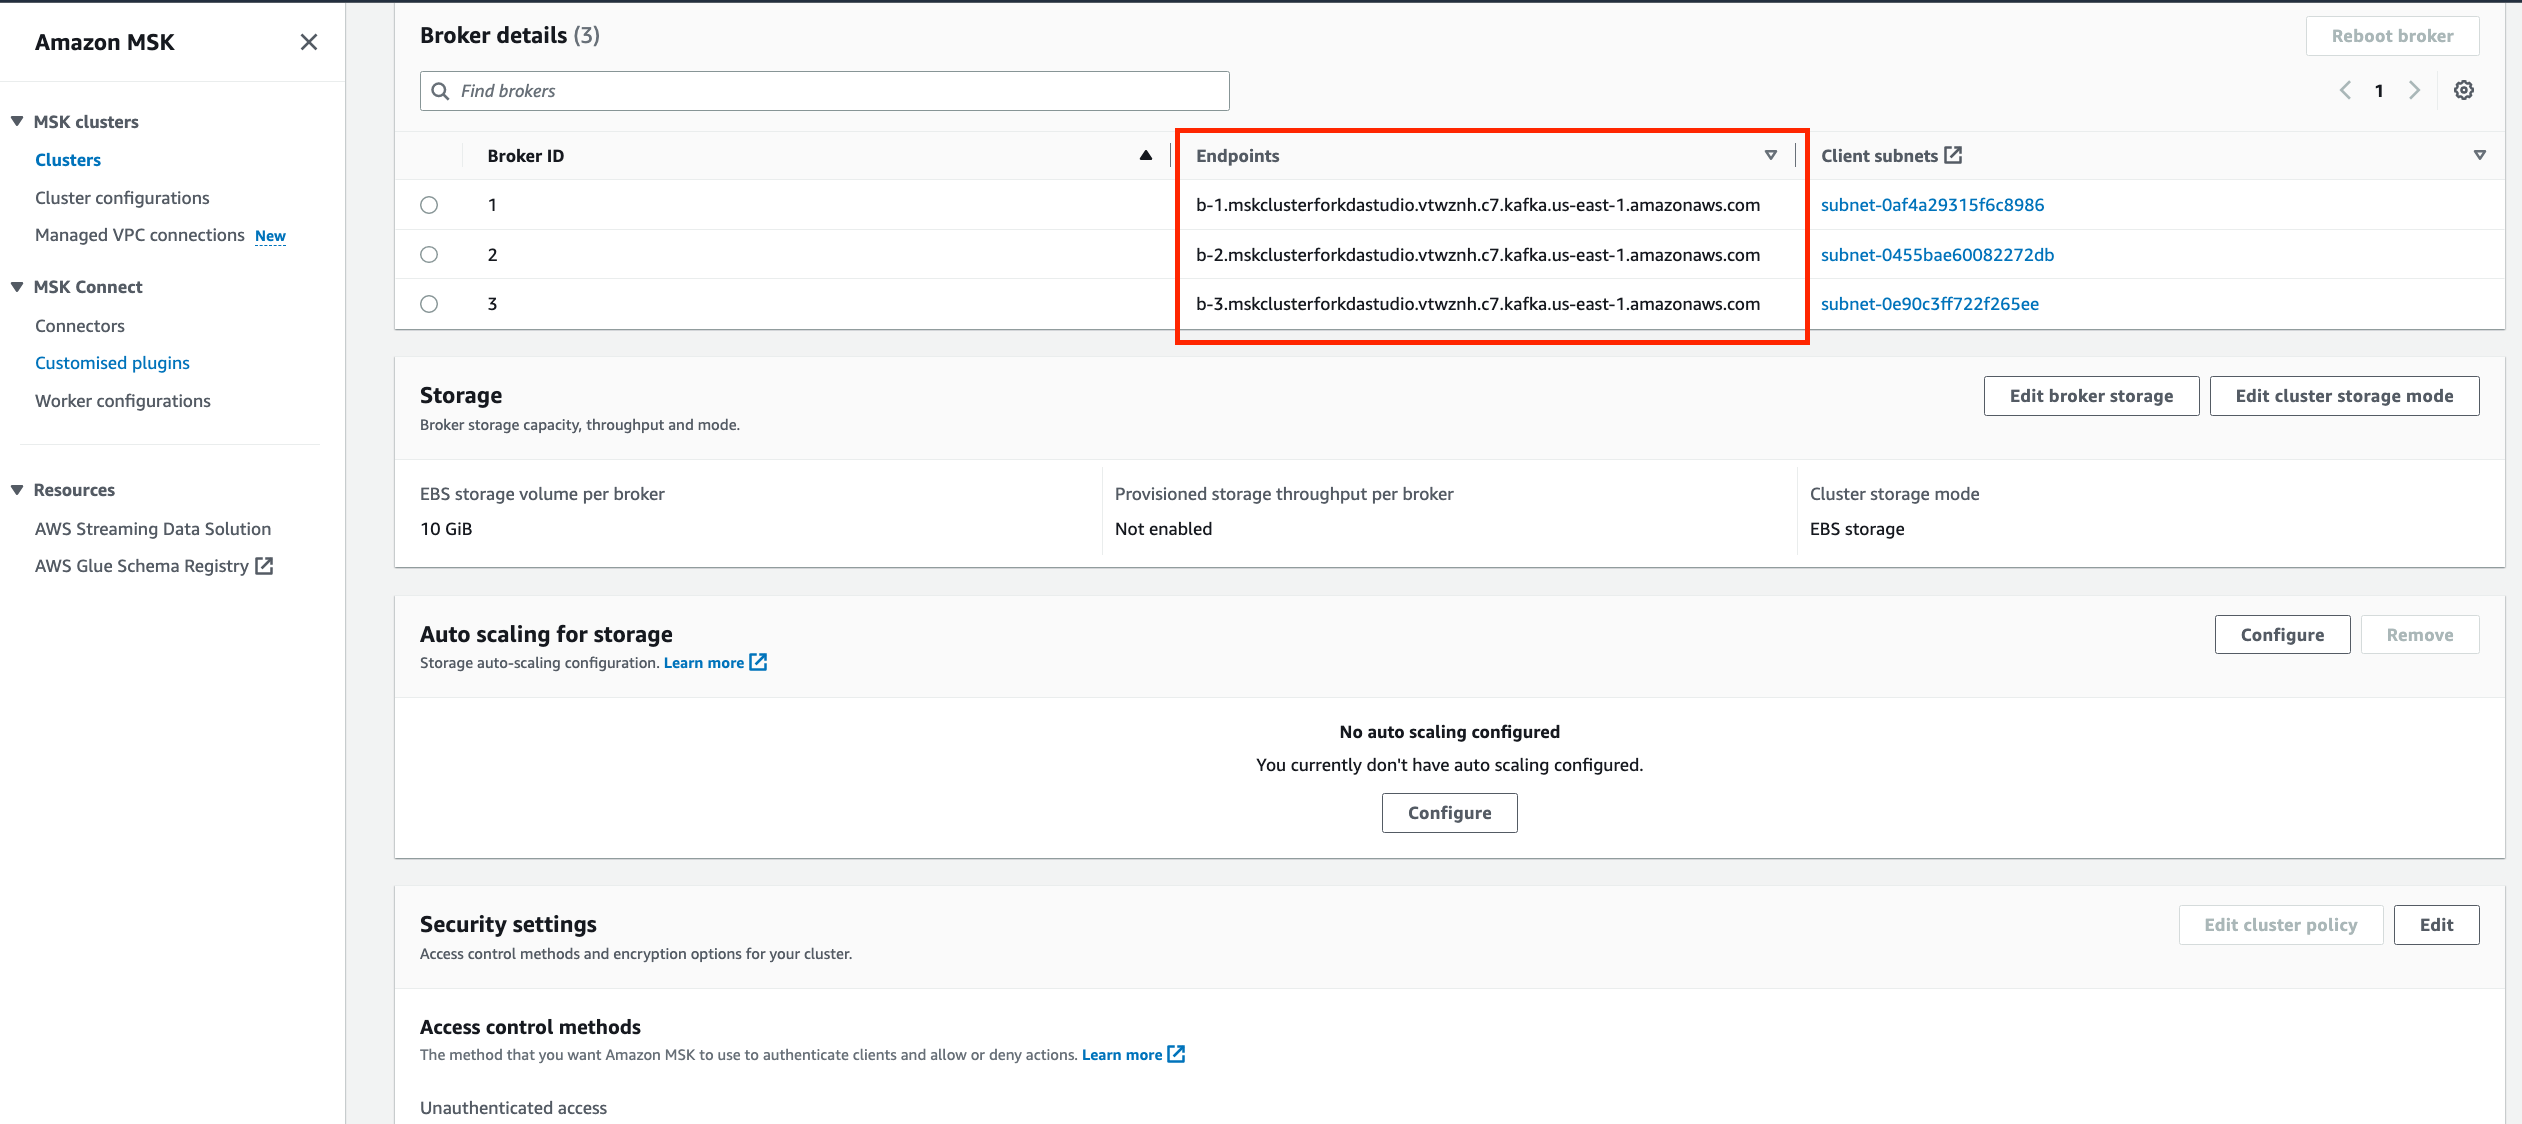 Amazon MSK
MSK clusters
Clusters
Cluster configurations
Managed VPC connections New
MSK Connect
Connectors
Customised plugins
Worker configurations
Resources
AWS Streaming Data Solution
AWS Glue Schema Registry
Broker details (3)
Reboot broker
Find brokers
1
Broker ID Endpoints Client subnets
1 b-1.mskclusterforkdastudio.vtwznh.c7.kafka.us-east-1.amazonaws.com subnet-0af4a29315f6c8986
2 b-2.mskclusterforkdastudio.vtwznh.c7.kafka.us-east-1.amazonaws.com subnet-0455bae60082272db
3 b-3.mskclusterforkdastudio.vtwznh.c7.kafka.us-east-1.amazonaws.com subnet-0e90c3ff722f265ee
Storage
Broker storage capacity, throughput and mode.
Edit broker storage Edit cluster storage mode
EBS storage volume per broker Provisioned storage throughput per broker Cluster storage mode
10 GiB Not enabled EBS storage
Auto scaling for storage
Storage auto-scaling configuration. Learn more
Configure Remove
No auto scaling configured
You currently don't have auto scaling configured.
Configure
Security settings
Access control methods and encryption options for your cluster.
Edit cluster policy Edit
Access control methods
The method that you want Amazon MSK to use to authenticate clients and allow or deny actions. Learn more
Unauthenticated access